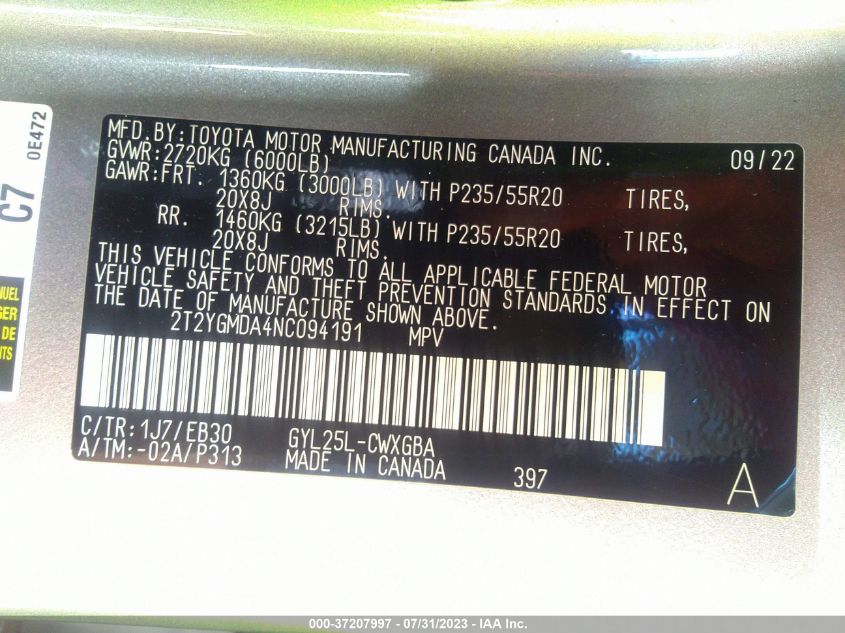 MFD.BY:TOYOTA MOTOR MANUFACTURING CANADA INC. 09/22
GVWR:2720KG (6000LB)
GAWR:FRT. 1360KG (3000LB) WITH P235/55R20 TIRES,
20X8J RIMS.
RR. 1460KG (3215LB) WITH P235/55R20 TIRES,
20X8J RIMS.
THIS VEHICLE CONFORMS TO ALL APPLICABLE FEDERAL MOTOR
VEHICLE SAFETY AND THEFT PREVENTION STANDARDS IN EFFECT ON
THE DATE OF MANUFACTURE SHOWN ABOVE.
2T2YGMDA4NC094191 MPV
C/TR:1J7/EB30 GYL25L-CWXGBA
A/TM:-02A/P313 MADE IN CANADA 397 A
0E472
C7
NUEL
GER
DE
NTS
000-37207997 - 07/31/2023 - IAA Inc.